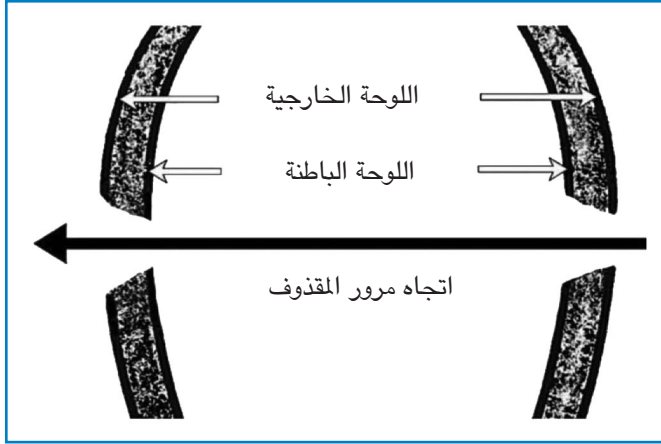 اللوحة الخارجية
اللوحة الباطنة
اتجاه مرور المقذوف